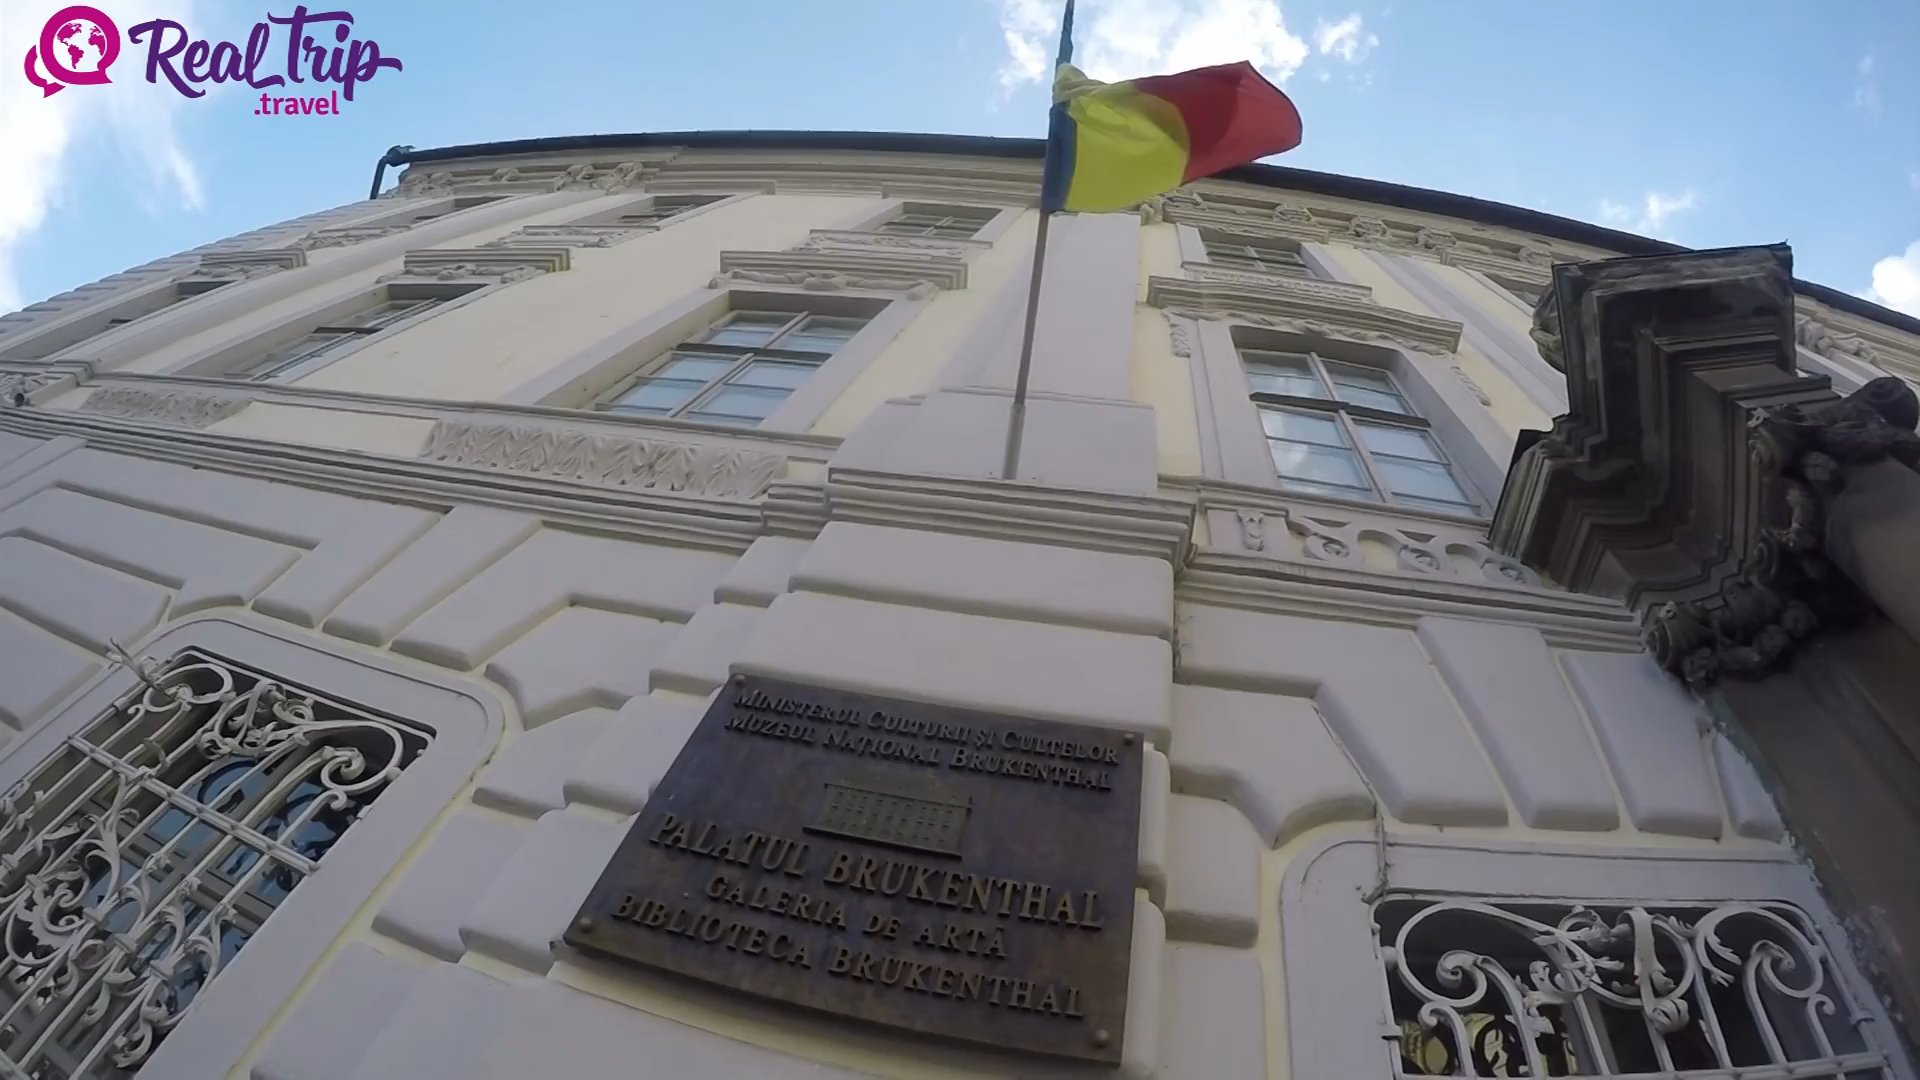 Real Trip
.travel
MINISTERUL CULTURII ŞI CULTELOR
MUZEUL NAŢIONAL BRUKENTHAL
PALATUL BRUKENTHAL
GALERIA DE ARTĂ
BIBLIOTECA BRUKENTHAL